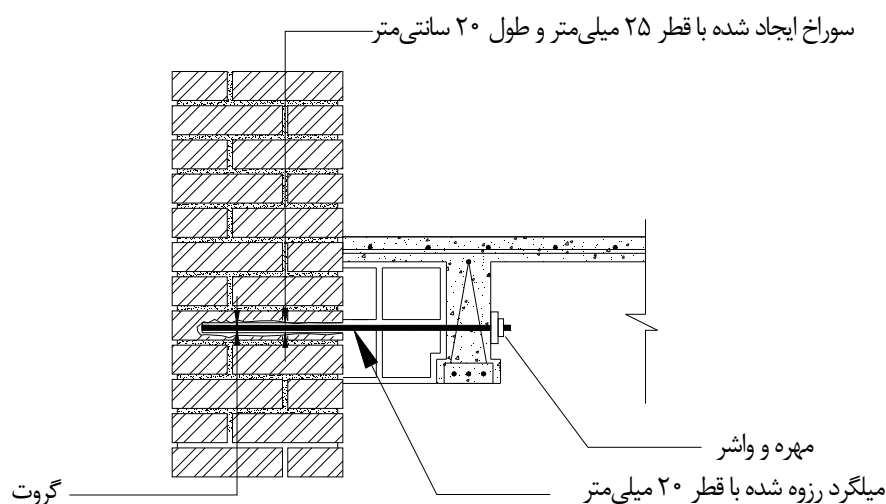 سوراخ ایجاد شده با قطر ۲۵ میلی‌متر و طول ۲۰ سانتی‌متر
مهره و واشر
میلگرد رزوه شده با قطر ۲۰ میلی‌متر
گروت